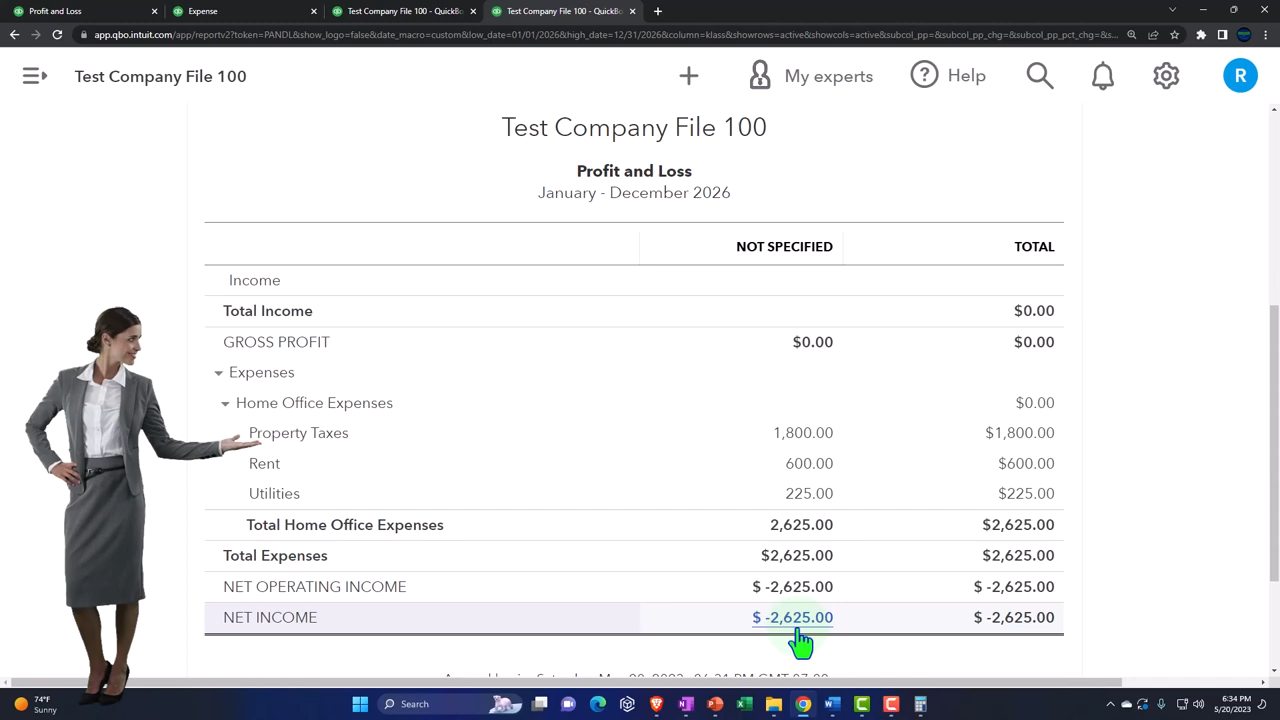 Profit and Loss
Expense
Test Company File 100 - QuickBo
Test Company File 100 - QuickBo
app.qbo.intuit.com/app/reportv2?token=PANDL&show_logo=false&date_macro=custom&low_date=01/01/2026&high_date=12/31/2026&column=klass&showrows=active&showcols=active&subcol_pp_chg=&subcol_pp_pct_chg=&subcol_py=&subcol_py_chg=&subcol_py
Test Company File 100
My experts
Help
R
Test Company File 100
Profit and Loss
January - December 2026
NOT SPECIFIED TOTAL
Income
Total Income $0.00
GROSS PROFIT $0.00 $0.00
Expenses
Home Office Expenses $0.00
Property Taxes 1,800.00 $1,800.00
Rent 600.00 $600.00
Utilities 225.00 $225.00
Total Home Office Expenses 2,625.00 $2,625.00
Total Expenses $2,625.00 $2,625.00
NET OPERATING INCOME $ -2,625.00 $ -2,625.00
NET INCOME $ -2,625.00 $ -2,625.00
74°F
Sunny
Search
6:34 PM
5/20/2023